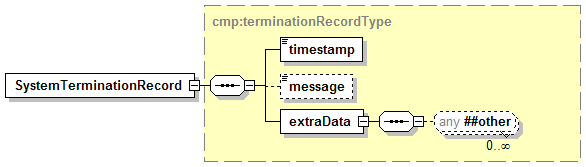 cmp:terminationRecordType
timestamp
SystemTerminationRecord
message
extraData
any ##other
0..∞